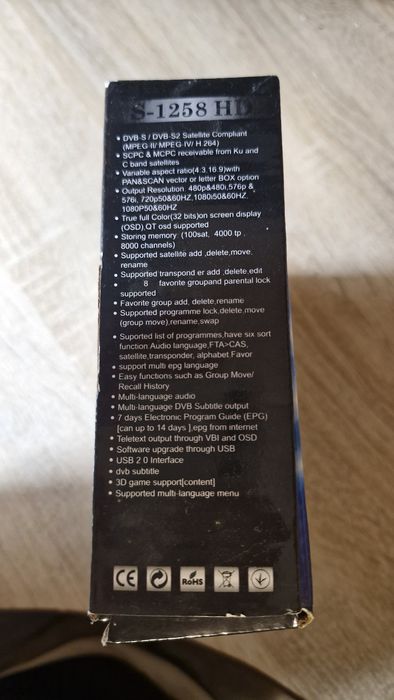 S-1258 HD
• DVB-S / DVB-S2 Satellite Compliant
(MPEG-II/ MPEG-IV/ H.264)
• SCPC & MCPC receivable from Ku and
C band satellites
• Variable aspect ratio(4:3,16:9)with
PAN&SCAN vector or letter BOX option
• Output Resolution 480p&480i,576p &
576i, 720p50&60HZ,1080i50&60HZ,
1080P50&60HZ
• True full Color(32 bits)on screen display
(OSD).QT osd supported
• Storing memory: (100sat, 4000 tp ,
8000 channels)
• Supported satellite add ,delete,move,
rename
• Supported transpond er add ,delete,edit
• 8 favonte groupand parental lock
supported
• Favorite group add, delete,rename
• Supported programme lock,delete,move
(group move),rename,swap
• Suported list of programmes,have six sort
function Audio language,FTA>CAS,
satellite,transponder, alphabet Favor
• support multi epg language
• Easy functions such as Group Move/
Recall History
• Multi-language audio
• Multi-language DVB Subtitle output
• 7 days Electronic Program Guide (EPG)
[can up to 14 days ],epg from internet
• Teletext output through VBI and OSD
• Software upgrade through USB
• USB 2.0 Interface
• dvb subtitle
• 3D game support[content]
• Supported multi-language menu
CE RoHS